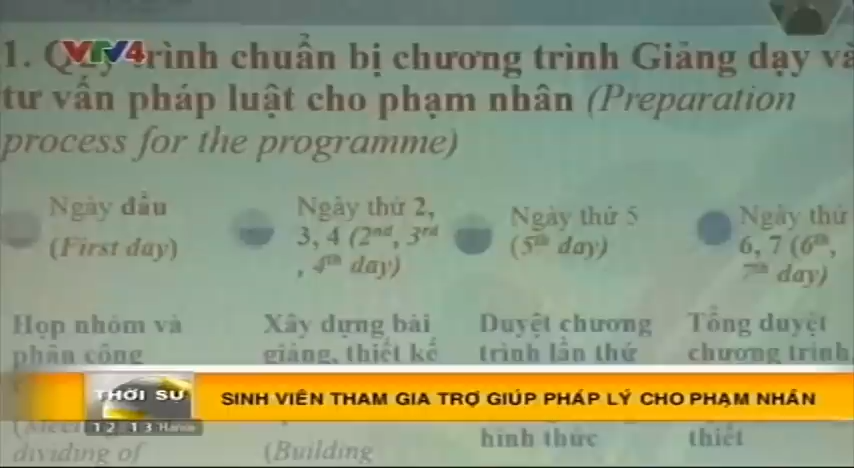 VTV4
1. Quy trình chuẩn bị chương trình Giảng dạy và
tư vấn pháp luật cho phạm nhân (Preparation
process for the programme)
Ngày đầu
(First day)
Ngày thứ 2,
3, 4 (2nd, 3rd
, 4th day)
Ngày thứ 5
(5th day)
Ngày thứ
6, 7 (6th,
7th day)
Họp nhóm và
phân công
Xây dựng bài
giảng, thiết kế
Duyệt chương
trình lần thứ
Tổng duyệt
chương trình,
THỜI SỰ
SINH VIÊN THAM GIA TRỢ GIÚP PHÁP LÝ CHO PHẠM NHÂN
12 13 Hanoi
dividing of
(Building
hình thức
thiết